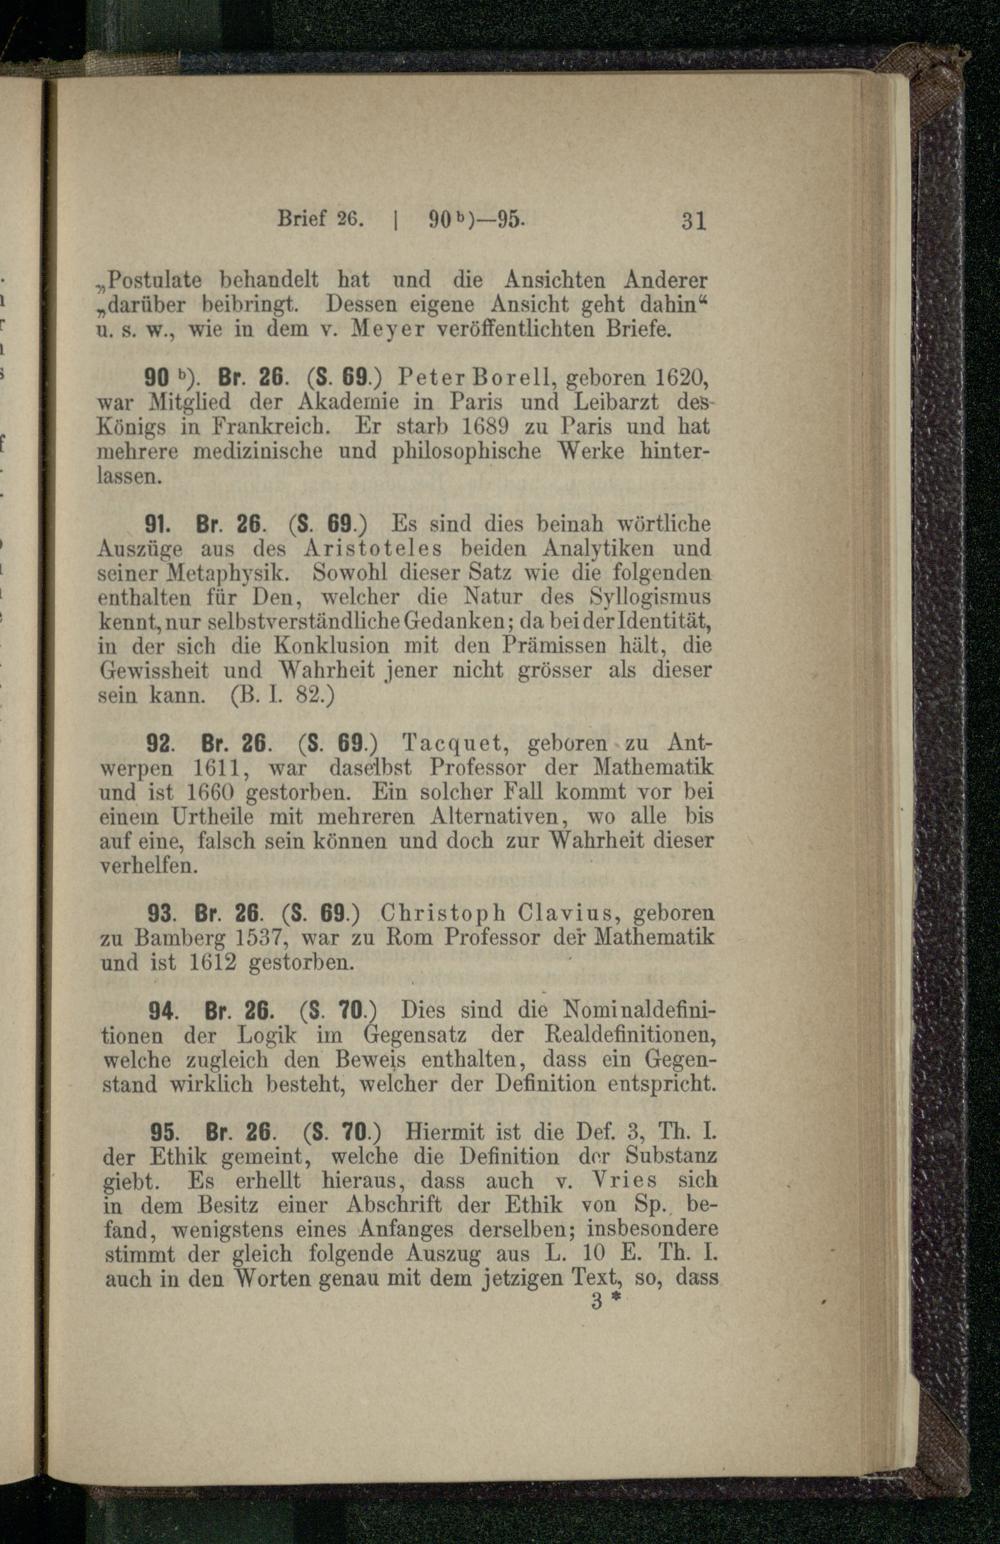 Brief 26. | 90 b)—95. 31
„Postulate behandelt hat und die Ansichten Anderer
„darüber beibringt. Dessen eigene Ansicht geht dahin“
u. s. w., wie in dem v. Meyer veröffentlichten Briefe.
90 b). Br. 26. (S. 69.) Peter Borell, geboren 1620,
war Mitglied der Akademie in Paris und Leibarzt des
Königs in Frankreich. Er starb 1689 zu Paris und hat
mehrere medizinische und philosophische Werke hinter-
lassen.
91. Br. 26. (S. 69.) Es sind dies beinah wörtliche
Auszüge aus des Aristoteles beiden Analytiken und
seiner Metaphysik. Sowohl dieser Satz wie die folgenden
enthalten für Den, welcher die Natur des Syllogismus
kennt, nur selbstverständliche Gedanken; da bei der Identität,
in der sich die Konklusion mit den Prämissen hält, die
Gewissheit und Wahrheit jener nicht grösser als dieser
sein kann. (B. I. 82.)
92. Br. 26. (S. 69.) Tacquet, geboren zu Ant-
werpen 1611, war daselbst Professor der Mathematik
und ist 1660 gestorben. Ein solcher Fall kommt vor bei
einem Urtheile mit mehreren Alternativen, wo alle bis
auf eine, falsch sein können und doch zur Wahrheit dieser
verhelfen.
93. Br. 26. (S. 69.) Christoph Clavius, geboren
zu Bamberg 1537, war zu Rom Professor der Mathematik
und ist 1612 gestorben.
94. Br. 26. (S. 70.) Dies sind die Nominaldefini-
tionen der Logik im Gegensatz der Realdefinitionen,
welche zugleich den Beweis enthalten, dass ein Gegen-
stand wirklich besteht, welcher der Definition entspricht.
95. Br. 26. (S. 70.) Hiermit ist die Def. 3, Th. I.
der Ethik gemeint, welche die Definition der Substanz
giebt. Es erhellt hieraus, dass auch v. Vries sich
in dem Besitz einer Abschrift der Ethik von Sp. be-
fand, wenigstens eines Anfanges derselben; insbesondere
stimmt der gleich folgende Auszug aus L. 10 E. Th. I.
auch in den Worten genau mit dem jetzigen Text, so, dass
3 *